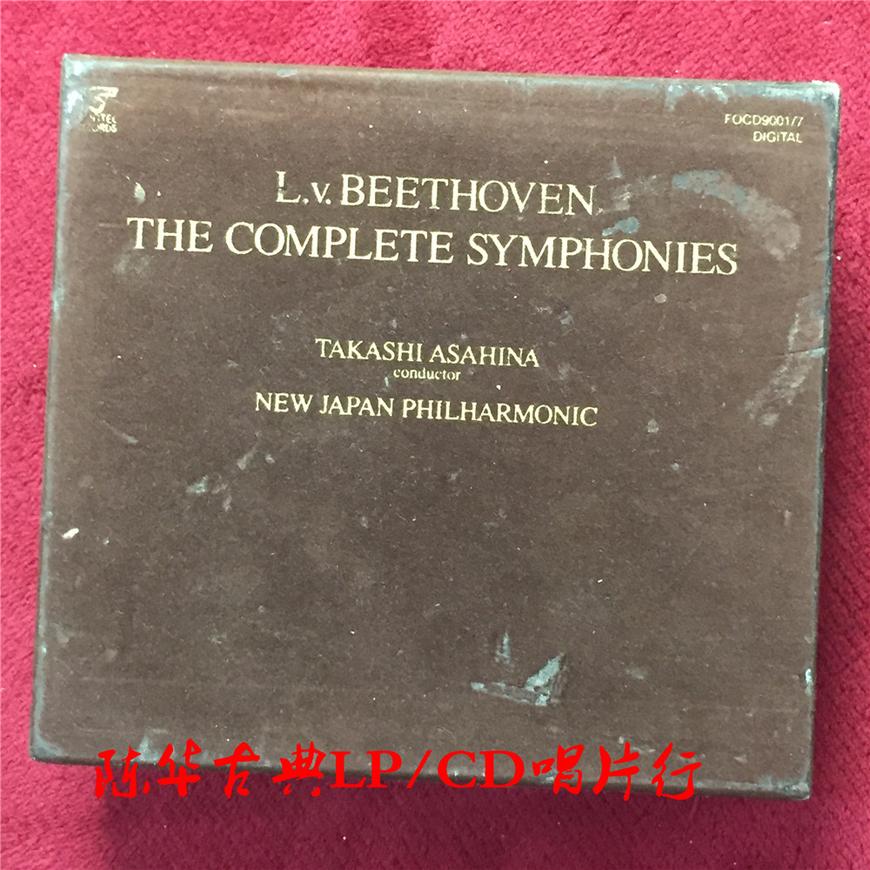 FOCD9001/7
DIGITAL
L.v. BEETHOVEN
THE COMPLETE SYMPHONIES
TAKASHI ASAHINA
conductor
NEW JAPAN PHILHARMONIC
陈华古典LP/CD唱片行